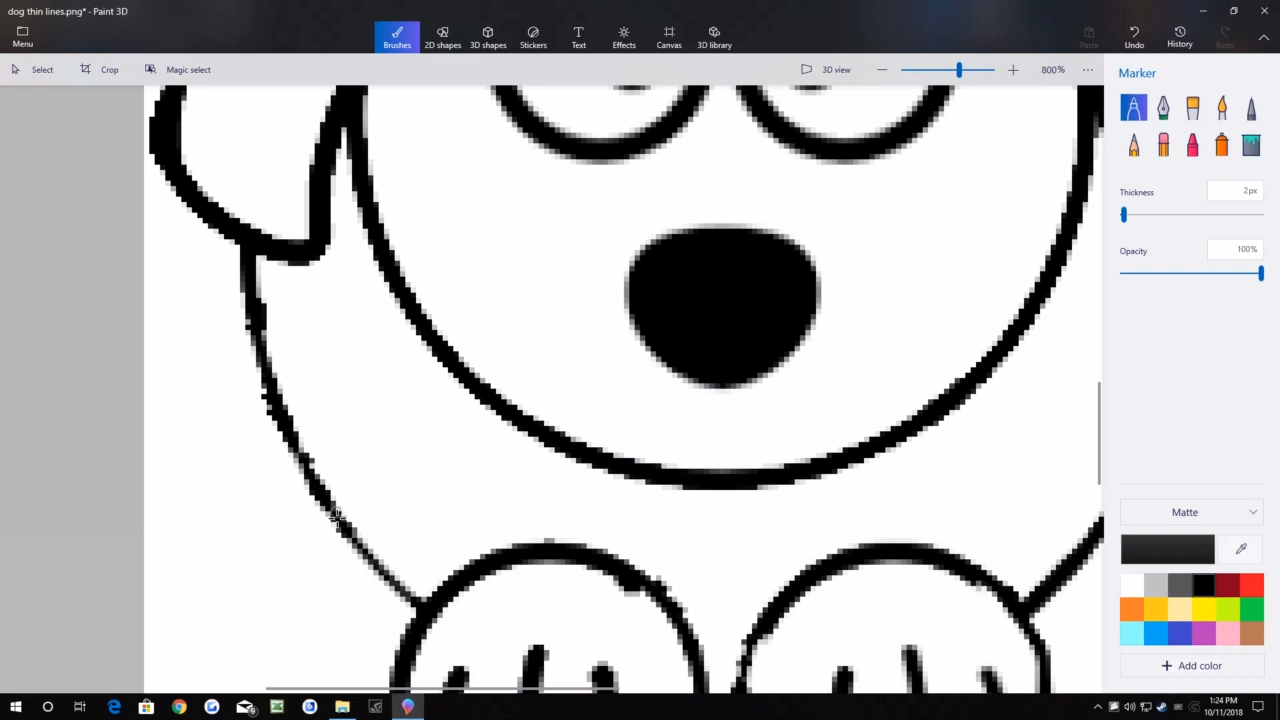 dog thin lines.png* - Paint 3D
Menu
Brushes
2D shapes
3D shapes
Stickers
Text
Effects
Canvas
3D library
Paste
Undo
History
Redo
Select
Crop
Magic select
3D view
800%
Marker
Thickness
2px
Opacity
100%
Matte
Add color
1:24 PM
10/11/2018